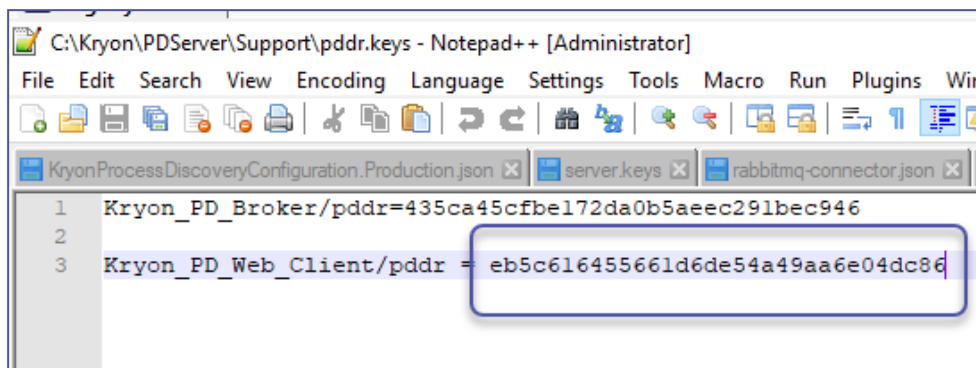 C:\Kryon\PDServer\Support\pddr.keys - Notepad++ [Administrator]
File Edit Search View Encoding Language Settings Tools Macro Run Plugins
KryonProcessDiscoveryConfiguration.Production.json server.keys rabbitmq-connector.json
1 Kryon_PD_Broker/pddr=435ca45cfbe172da0b5aeec291bec946
2
3 Kryon_PD_Web_Client/pddr = eb5c616455661d6de54a49aa6e04dc86